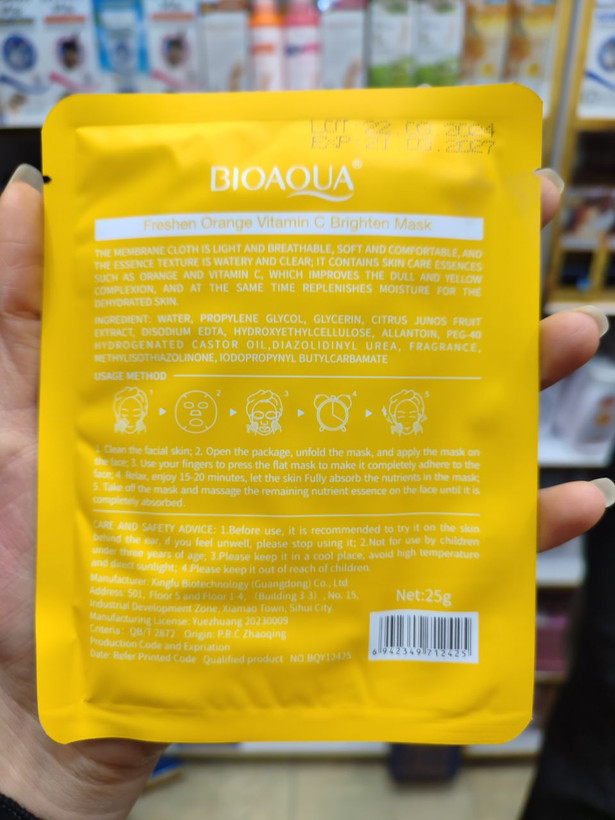 LOT 22 09 2024
EXP 21 09 2027
BIOAQUA®
Freshen Orange Vitamin C Brighten Mask
THE MEMBRANE CLOTH IS LIGHT AND BREATHABLE, SOFT AND COMFORTABLE, AND
THE ESSENCE TEXTURE IS WATERY AND CLEAR; IT CONTAINS SKIN CARE ESSENCES
SUCH AS ORANGE AND VITAMIN C, WHICH IMPROVES THE DULL AND YELLOW
COMPLEXION, AND AT THE SAME TIME REPLENISHES MOISTURE FOR THE
DEHYDRATED SKIN.
INGREDIENT: WATER, PROPYLENE GLYCOL, GLYCERIN, CITRUS JUNOS FRUIT
EXTRACT, DISODIUM EDTA, HYDROXYETHYLCELLULOSE, ALLANTOIN, PEG-40
HYDROGENATED CASTOR OIL,DIAZOLIDINYL UREA, FRAGRANCE,
METHYLISOTHIAZOLINONE, IODOPROPYNYL BUTYLCARBAMATE
USAGE METHOD
1 2 3 4 5
1. Clean the facial skin; 2. Open the package, unfold the mask, and apply the mask on
the face; 3. Use your fingers to press the flat mask to make it completely adhere to the
face; 4. Relax, enjoy 15-20 minutes, let the skin Fully absorb the nutrients in the mask;
5. Take off the mask and massage the remaining nutrient essence on the face until it is
completely absorbed.
CARE AND SAFETY ADVICE: 1.Before use, it is recommended to try it on the skin
behind the ear, if you feel unwell, please stop using it; 2.Not for use by children
under three years of age; 3.Please keep it in a cool place, avoid high temperature
and direct sunlight; 4.Please keep it out of reach of children.
Manufacturer: Xingfu Biotechnology (Guangdong) Co., Ltd
Address: 501, Floor 5 and Floor 1-4, (Building 1-3), No. 15,
Industrial Development Zone, Xiamao Town, Sihui City.
Manufacturing License: Yuezhuang 20230009
Criteria: QB/T 2872 Origin: P.R.C Zhaoqing
Production Code and Expriation
Date: Refer Printed Code Qualified product NO.BQY12425
Net:25g
6 942349 712425